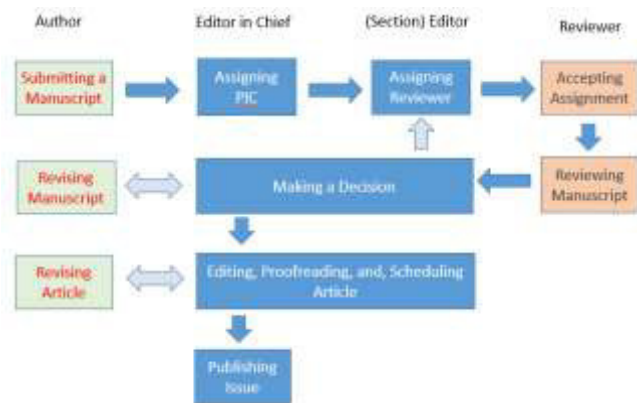 Author
Editor in Chief
(Section) Editor
Reviewer
Submitting a
Manuscript
Assigning
PIC
Assigning
Reviewer
Accepting
Assignment
Revising
Manuscript
Making a Decision
Reviewing
Manuscript
Revising
Article
Editing, Proofreading, and, Scheduling
Article
Publishing
Issue